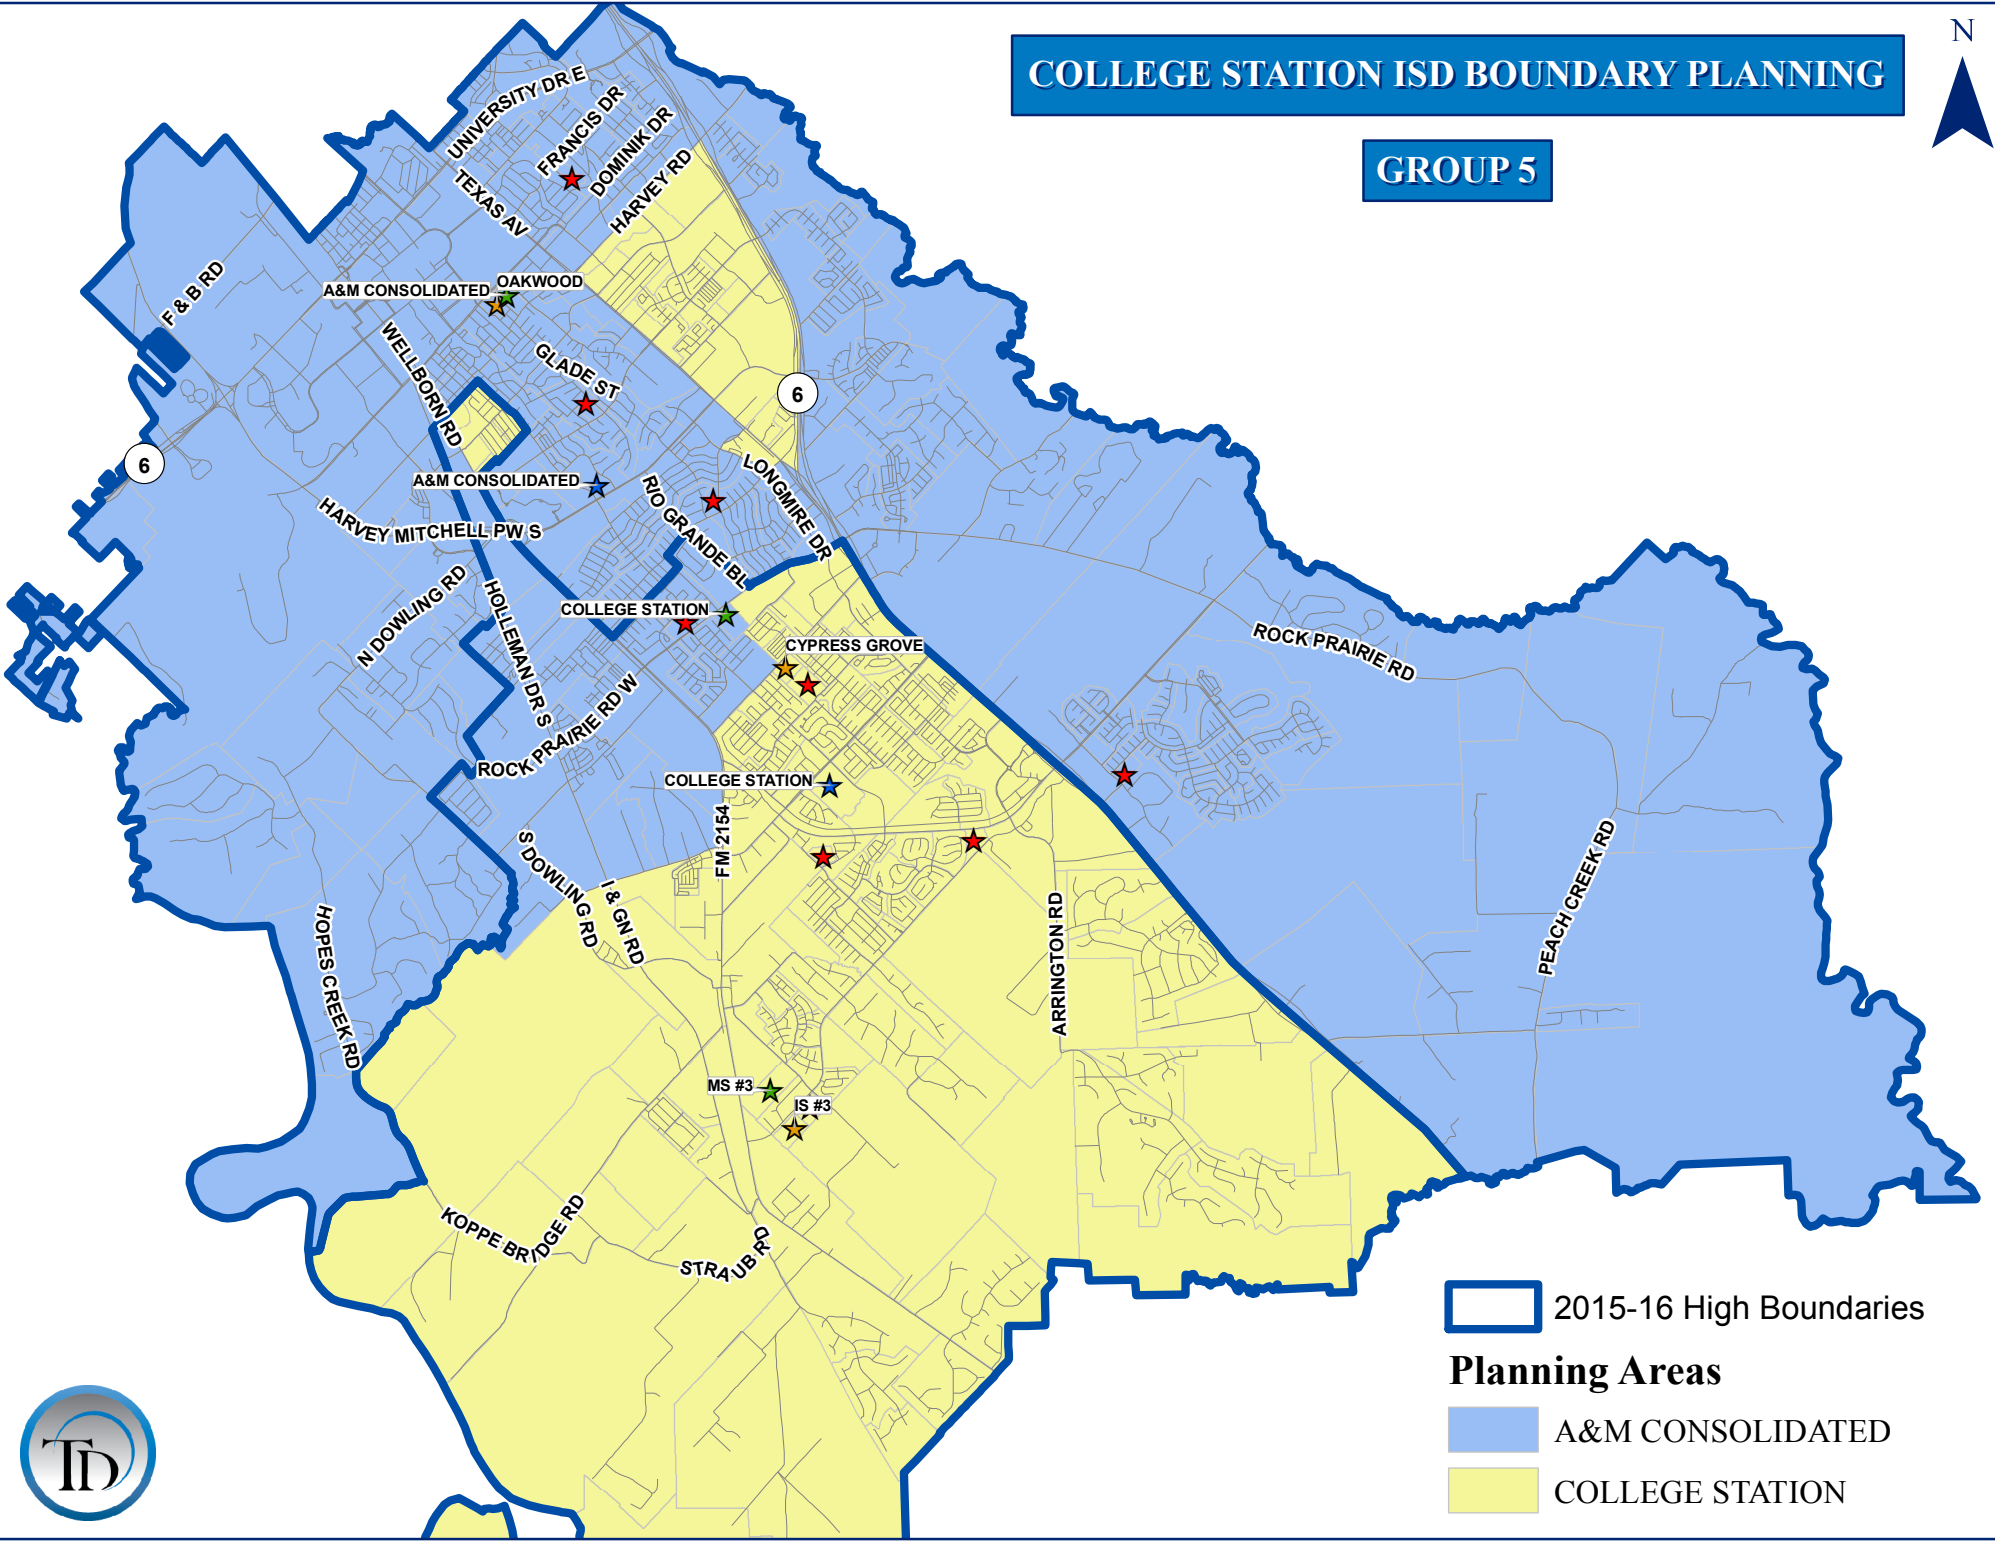 COLLEGE STATION ISD BOUNDARY PLANNING
N
GROUP 5
UNIVERSITY DR E
FRANCIS DR
DOMINIK DR
HARVEY RD
TEXAS AV
F & B RD
A&M CONSOLIDATED
OAKWOOD
WELLBORN RD
GLADE ST
6
6
A&M CONSOLIDATED
RIO GRANDE BL
LONGMIRE DR
HARVEY MITCHELL PW S
N DOWLING RD
HOLLEMAN DR S
COLLEGE STATION
CYPRESS GROVE
ROCK PRAIRIE RD
ROCK PRAIRIE RD W
COLLEGE STATION
FM 2154
S DOWLING RD
I & GN RD
ARRINGTON RD
PEACH CREEK RD
HOPES CREEK RD
MS #3
IS #3
KOPPE BRIDGE RD
STRAUB RD
2015-16 High Boundaries
Planning Areas
A&M CONSOLIDATED
COLLEGE STATION
TD